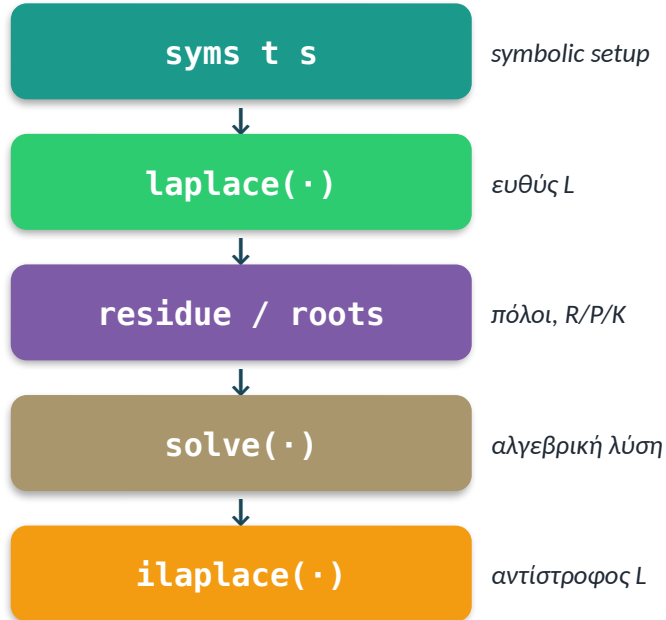 syms t s
symbolic setup
laplace(·)
ευθύς L
residue / roots
πόλοι, R/P/K
solve(·)
αλγεβρική λύση
ilaplace(·)
αντίστροφος L